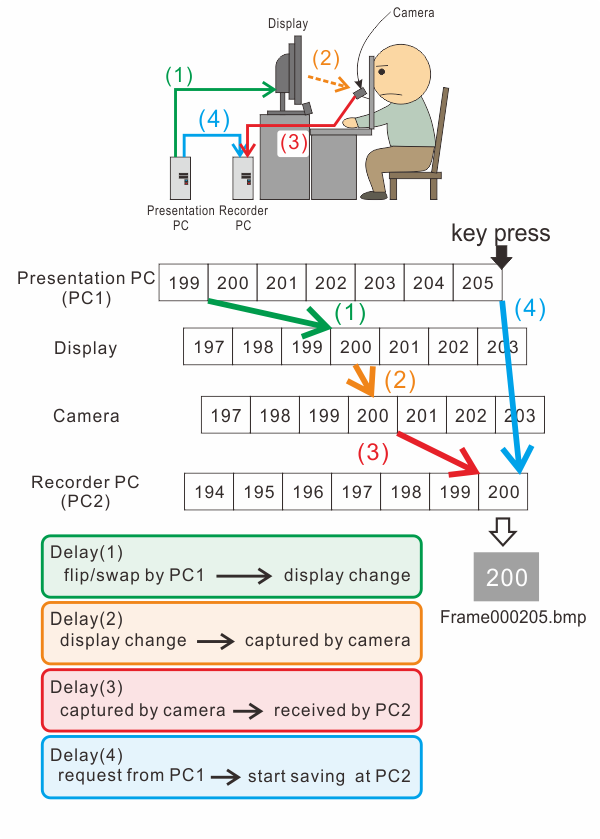 Camera
Display
(1)
(2)
(4)
(3)
Presentation PC
Recorder PC
key press
Presentation PC (PC1)
199 200 201 202 203 204 205
(1)
(4)
Display
197 198 199 200 201 202 203
(2)
Camera
197 198 199 200 201 202 203
(3)
Recorder PC (PC2)
194 195 196 197 198 199 200
200
Frame000205.bmp
Delay(1)
flip/swap by PC1 → display change
Delay(2)
display change → captured by camera
Delay(3)
captured by camera → received by PC2
Delay(4)
request from PC1 → start saving at PC2